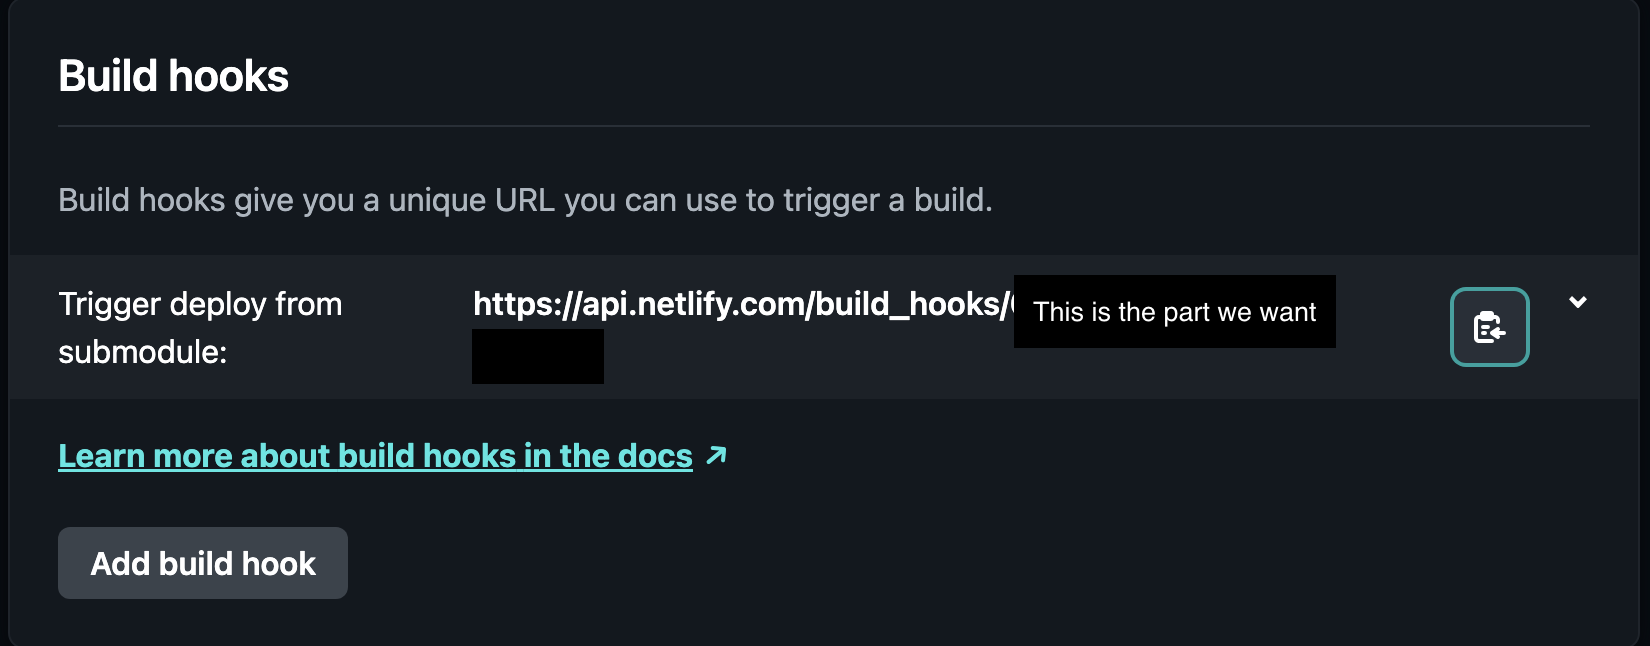 Build hooks
Build hooks give you a unique URL you can use to trigger a build.
Trigger deploy from
submodule:
https://api.netlify.com/build_hooks/
This is the part we want
Learn more about build hooks in the docs
Add build hook